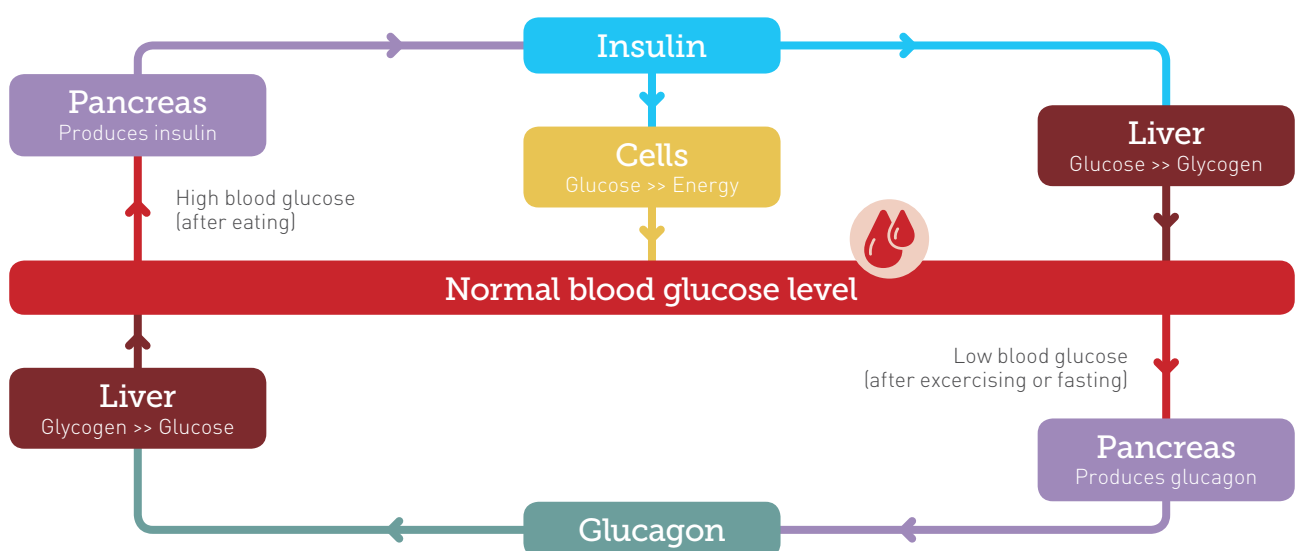 Insulin
Pancreas
Produces insulin
Cells
Glucose >> Energy
Liver
Glucose >> Glycogen
High blood glucose
(after eating)
Normal blood glucose level
Low blood glucose
(after excercising or fasting)
Liver
Glycogen >> Glucose
Pancreas
Produces glucagon
Glucagon